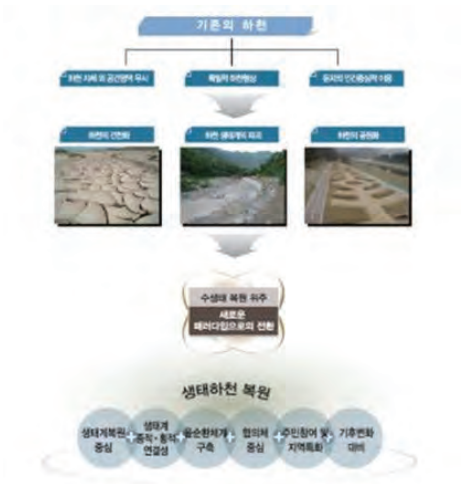 기존의 하천
하천 자체 외 공간영역 무시
획일적 하천형상
둔치의 인간중심적 이용
하천의 건천화
하천 생태계의 파괴
하천의 공원화
수생태 복원 위주
새로운
패러다임으로의 전환
생태하천 복원
생태계복원
중심
+
생태계
종적·횡적
연결성
+
물순환체계
구축
+
협의체
중심
+
주민참여 및
지역특화
+
기후변화
대비